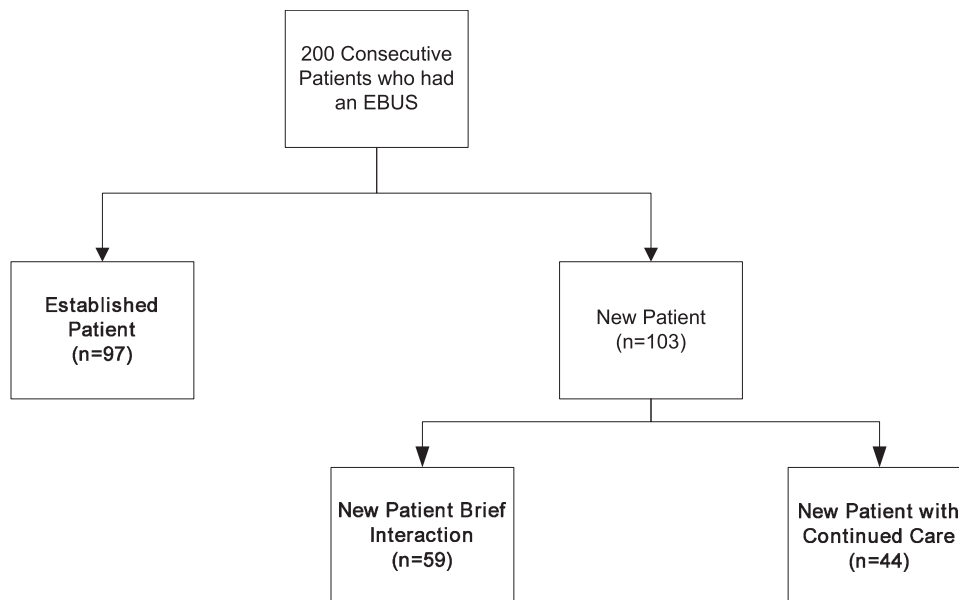 200 Consecutive
Patients who had
an EBUS
Established
Patient
(n=97)
New Patient
(n=103)
New Patient Brief
Interaction
(n=59)
New Patient with
Continued Care
(n=44)